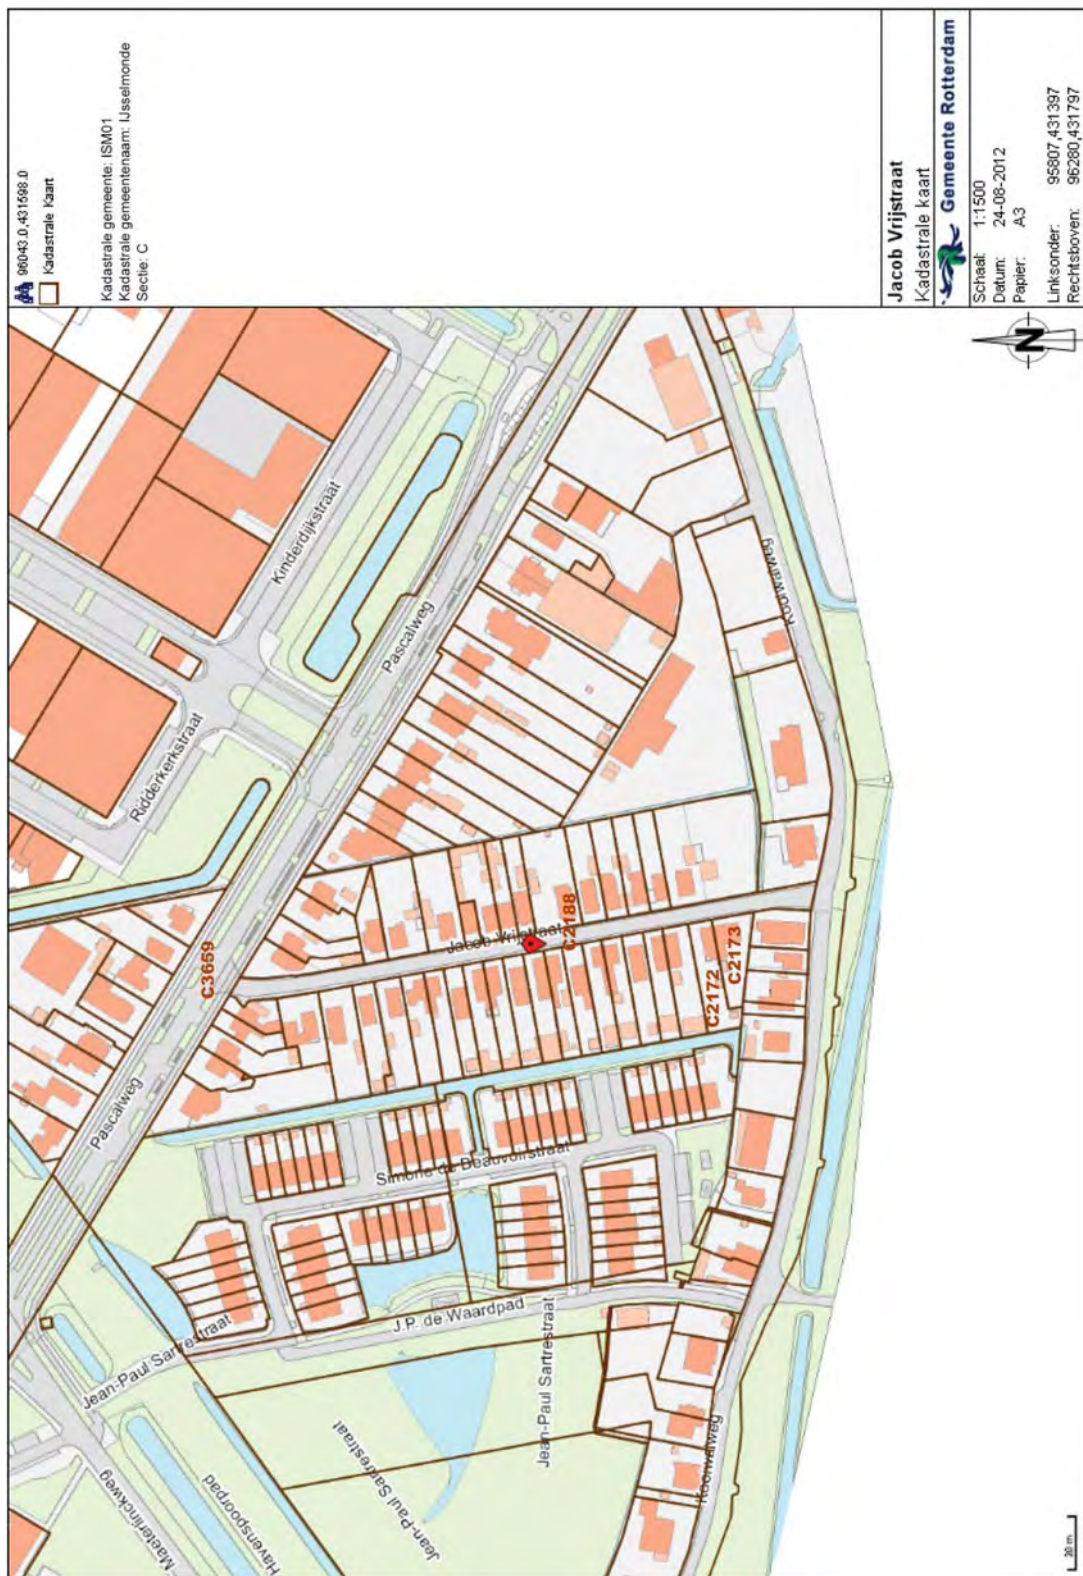 96043.0,431598.0
Kadastrale Kaart
Kadastrale gemeente: ISM01
Kadastrale gemeentenaam: IJsselmonde
Sectie: C
Jacob Vrijstraat
Kadastrale kaart
Gemeente Rotterdam
Schaal: 1:1500
Datum: 24-08-2012
Papier: A3
Linksonder: 95807,431397
Rechtsboven: 96280,431797
N
Kinderdijkstraat
Pascalweg
Ridderkerkstraat
Koorwalweg
Jacob Vrijstraat
C2188
C3659
C2173
C2172
Pascalweg
Simone de Beauvoirstraat
J.P. de Waardpad
Jean-Paul Sartrestraat
Jean-Paul Sartrestraat
Jean-Paul Sartrestraat
Koorwalweg
Maeterlinckweg
Havenspoorpad
20 m